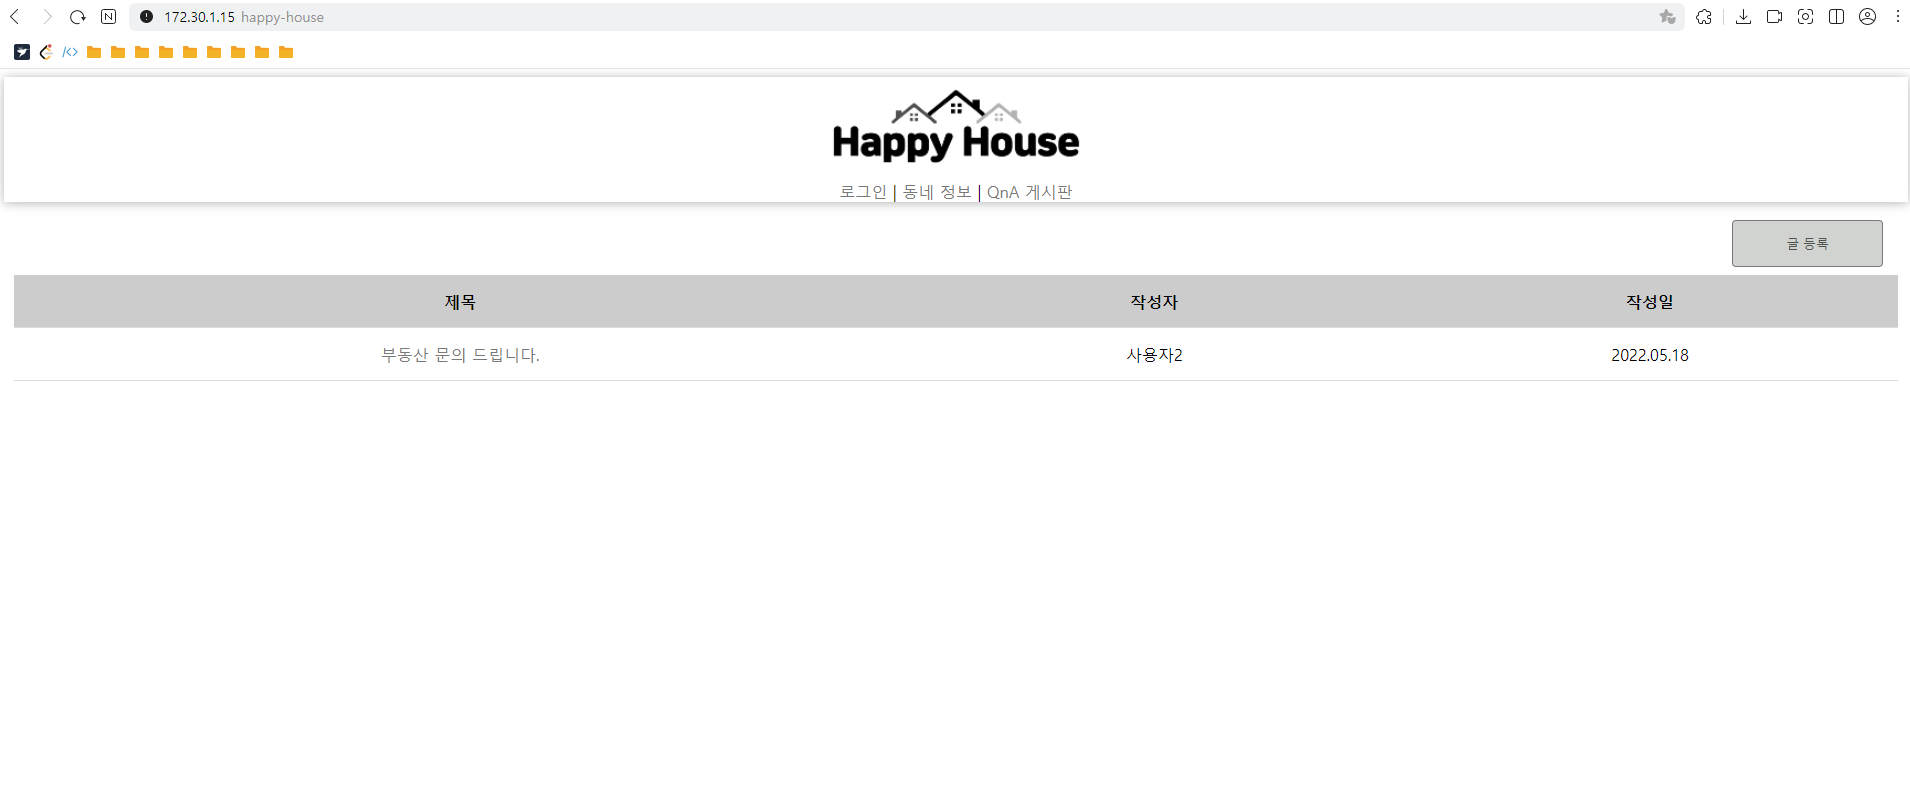 172.30.1.15 happy-house
Happy House
로그인 | 동네 정보 | QnA 게시판
글 등록
제목 작성자 작성일
부동산 문의 드립니다. 사용자2 2022.05.18